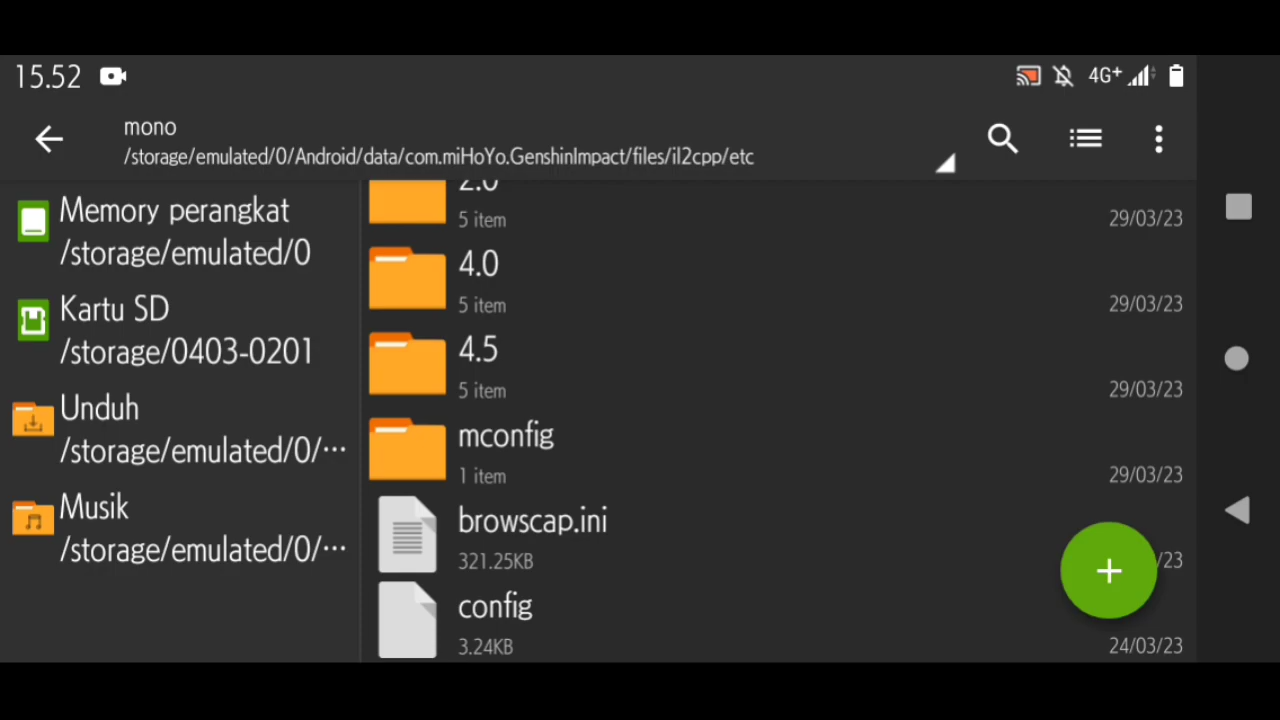 15.52
4G+
mono
/storage/emulated/0/Android/data/com.miHoYo.GenshinImpact/files/il2cpp/etc
Memory perangkat
/storage/emulated/0
Kartu SD
/storage/0403-0201
Unduh
/storage/emulated/0/···
Musik
/storage/emulated/0/···
2.0
5 item
29/03/23
4.0
5 item
29/03/23
4.5
5 item
29/03/23
mconfig
1 item
29/03/23
browscap.ini
321.25KB
/23
config
3.24KB
24/03/23